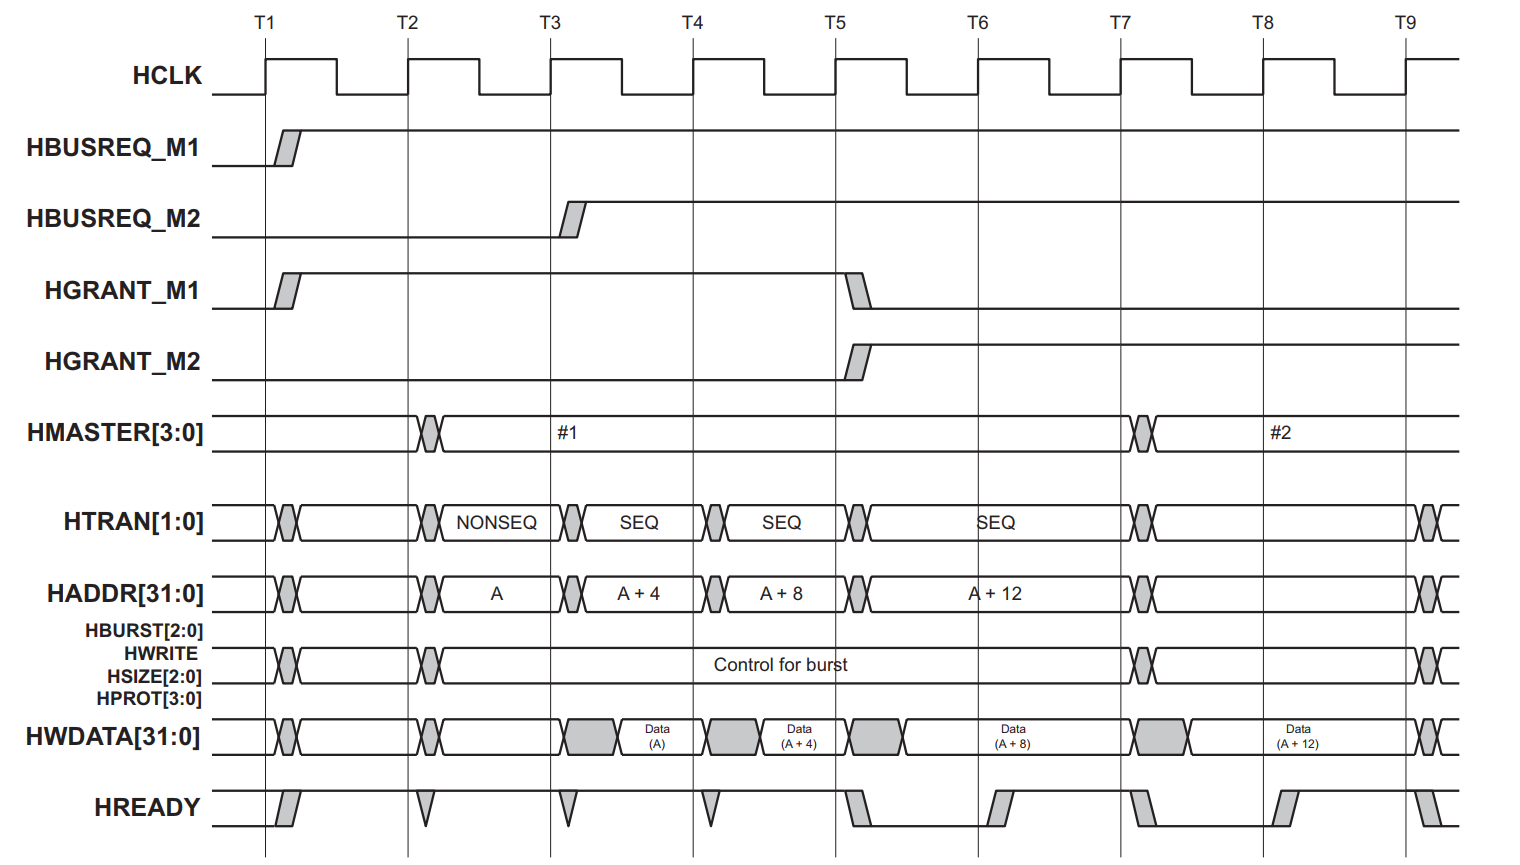 T1 T2 T3 T4 T5 T6 T7 T8 T9
HCLK
HBUSREQ_M1
HBUSREQ_M2
HGRANT_M1
HGRANT_M2
HMASTER[3:0] #1 #2
HTRAN[1:0] NONSEQ SEQ SEQ SEQ
HADDR[31:0] A A + 4 A + 8 A + 12
HBURST[2:0]
HWRITE
HSIZE[2:0]
HPROT[3:0]
Control for burst
HWDATA[31:0]
Data
(A)
Data
(A + 4)
Data
(A + 8)
Data
(A + 12)
HREADY